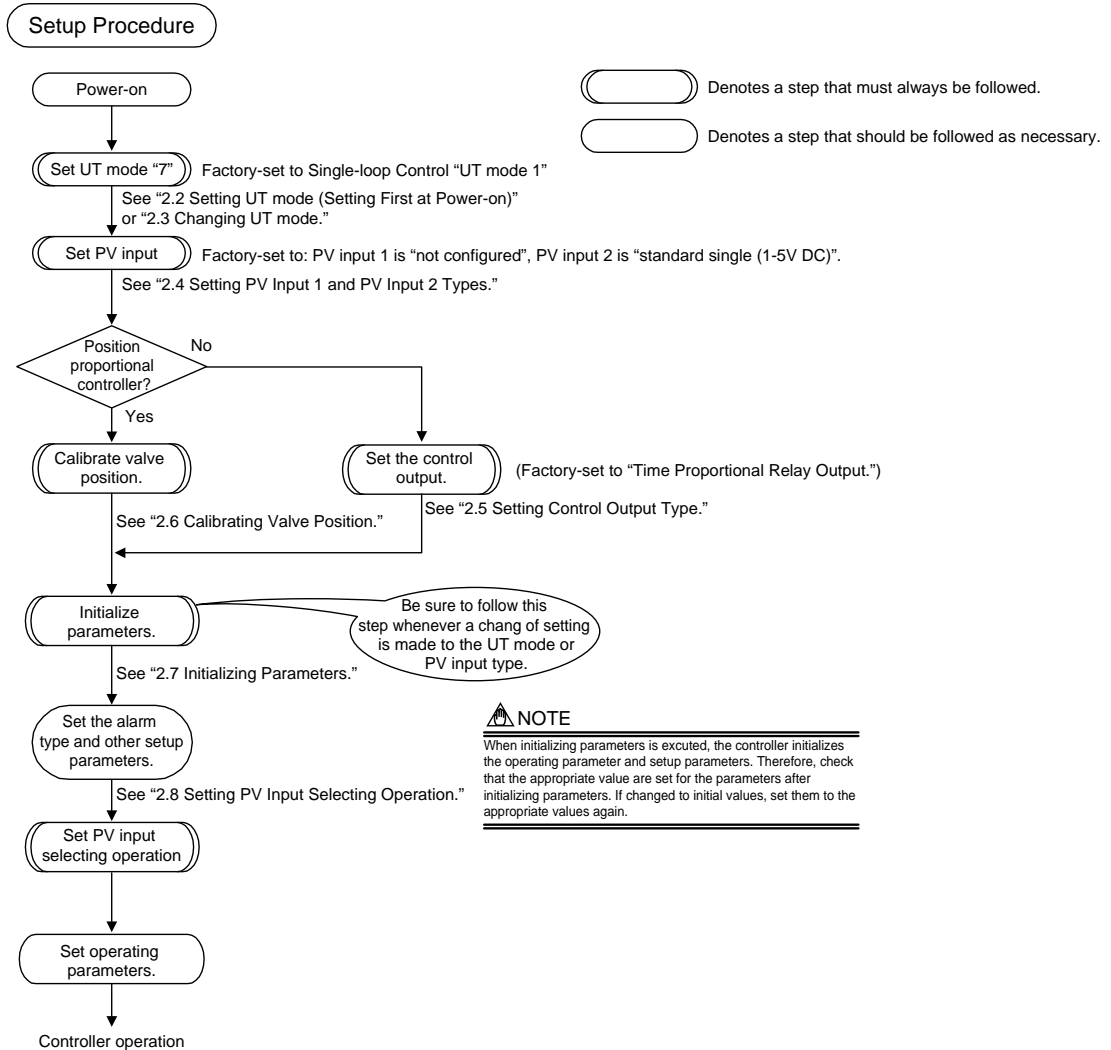 Setup Procedure
Power-on
Denotes a step that must always be followed.
Denotes a step that should be followed as necessary.
Set UT mode “7”
Factory-set to Single-loop Control “UT mode 1”
See “2.2 Setting UT mode (Setting First at Power-on)”
or “2.3 Changing UT mode.”
Set PV input
Factory-set to: PV input 1 is “not configured”, PV input 2 is “standard single (1-5V DC)”.
See “2.4 Setting PV Input 1 and PV Input 2 Types.”
Position
proportional
controller?
No
Yes
Calibrate valve
position.
Set the control
output.
(Factory-set to “Time Proportional Relay Output.”)
See “2.6 Calibrating Valve Position.”
See “2.5 Setting Control Output Type.”
Initialize
parameters.
Be sure to follow this
step whenever a chang of setting
is made to the UT mode or
PV input type.
See “2.7 Initializing Parameters.”
Set the alarm
type and other setup
parameters.
NOTE
When initializing parameters is excuted, the controller initializes
the operating parameter and setup parameters. Therefore, check
that the appropriate value are set for the parameters after
initializing parameters. If changed to initial values, set them to the
appropriate values again.
See “2.8 Setting PV Input Selecting Operation.”
Set PV input
selecting operation
Set operating
parameters.
Controller operation